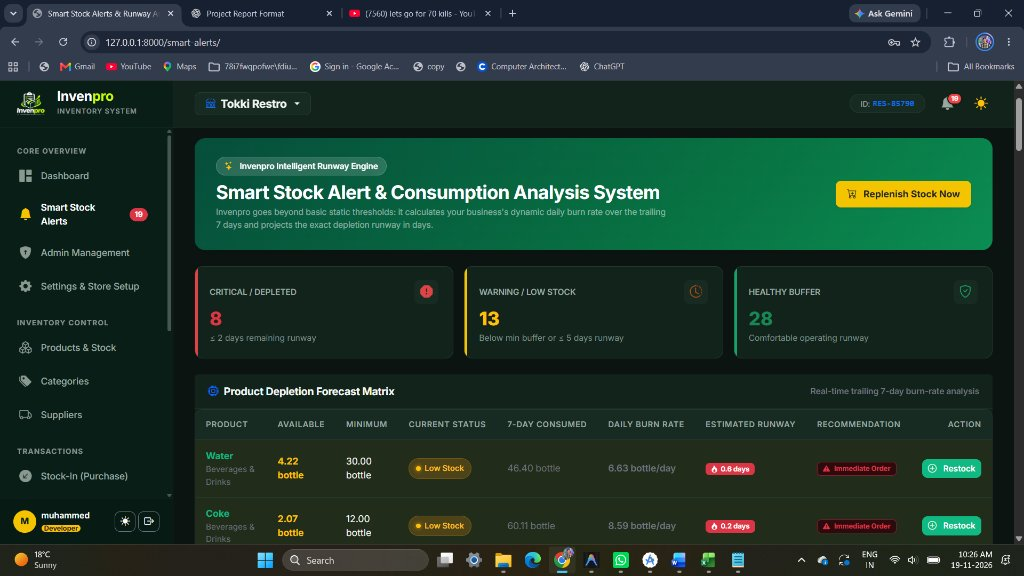 Smart Stock Alerts & Runway A
Project Report Format
(7560) lets go for 70 kills - You
Ask Gemini
127.0.0.1:8000/smart-alerts/
Gmail
YouTube
Maps
78i7fwqpofwe\fdiu...
Sign in - Google Ac...
copy
Computer Architect...
ChatGPT
All Bookmarks
Invenpro
Invenpro
INVENTORY SYSTEM
Tokki Restro
ID: RES-8579B
19
CORE OVERVIEW
Dashboard
Smart Stock
Alerts
19
Admin Management
Settings & Store Setup
INVENTORY CONTROL
Products & Stock
Categories
Suppliers
TRANSACTIONS
Stock-In (Purchase)
M
muhammed
Developer
Invenpro Intelligent Runway Engine
Smart Stock Alert & Consumption Analysis System
Invenpro goes beyond basic static thresholds: it calculates your business's dynamic daily burn rate over the trailing
7 days and projects the exact depletion runway in days.
Replenish Stock Now
CRITICAL / DEPLETED
8
≤ 2 days remaining runway
WARNING / LOW STOCK
13
Below min buffer or ≤ 5 days runway
HEALTHY BUFFER
28
Comfortable operating runway
Product Depletion Forecast Matrix
Real-time trailing 7-day burn-rate analysis
PRODUCT AVAILABLE MINIMUM CURRENT STATUS 7-DAY CONSUMED DAILY BURN RATE ESTIMATED RUNWAY RECOMMENDATION ACTION
Water
Beverages &
Drinks
4.22
bottle
30.00
bottle
Low Stock
46.40 bottle
6.63 bottle/day
0.6 days
Immediate Order
Restock
Coke
Beverages &
Drinks
2.07
bottle
12.00
bottle
Low Stock
60.11 bottle
8.59 bottle/day
0.2 days
Immediate Order
Restock
18°C
Sunny
Search
ENG
IN
10:26 AM
19-11-2026